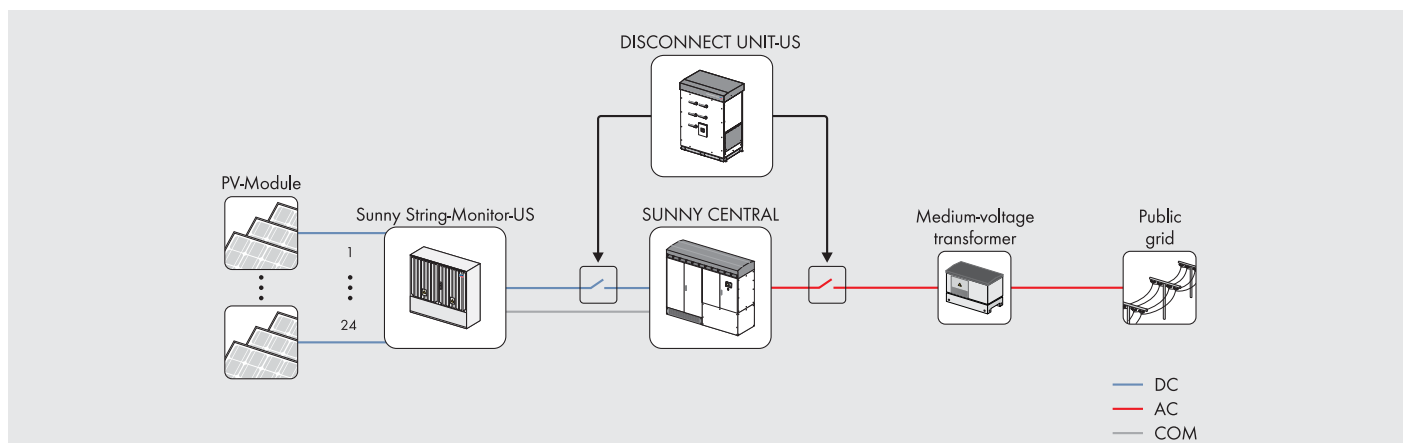 DISCONNECT UNIT-US
PV-Module
Sunny String-Monitor-US
SUNNY CENTRAL
Medium-voltage
transformer
Public
grid
1
24
DC
AC
COM